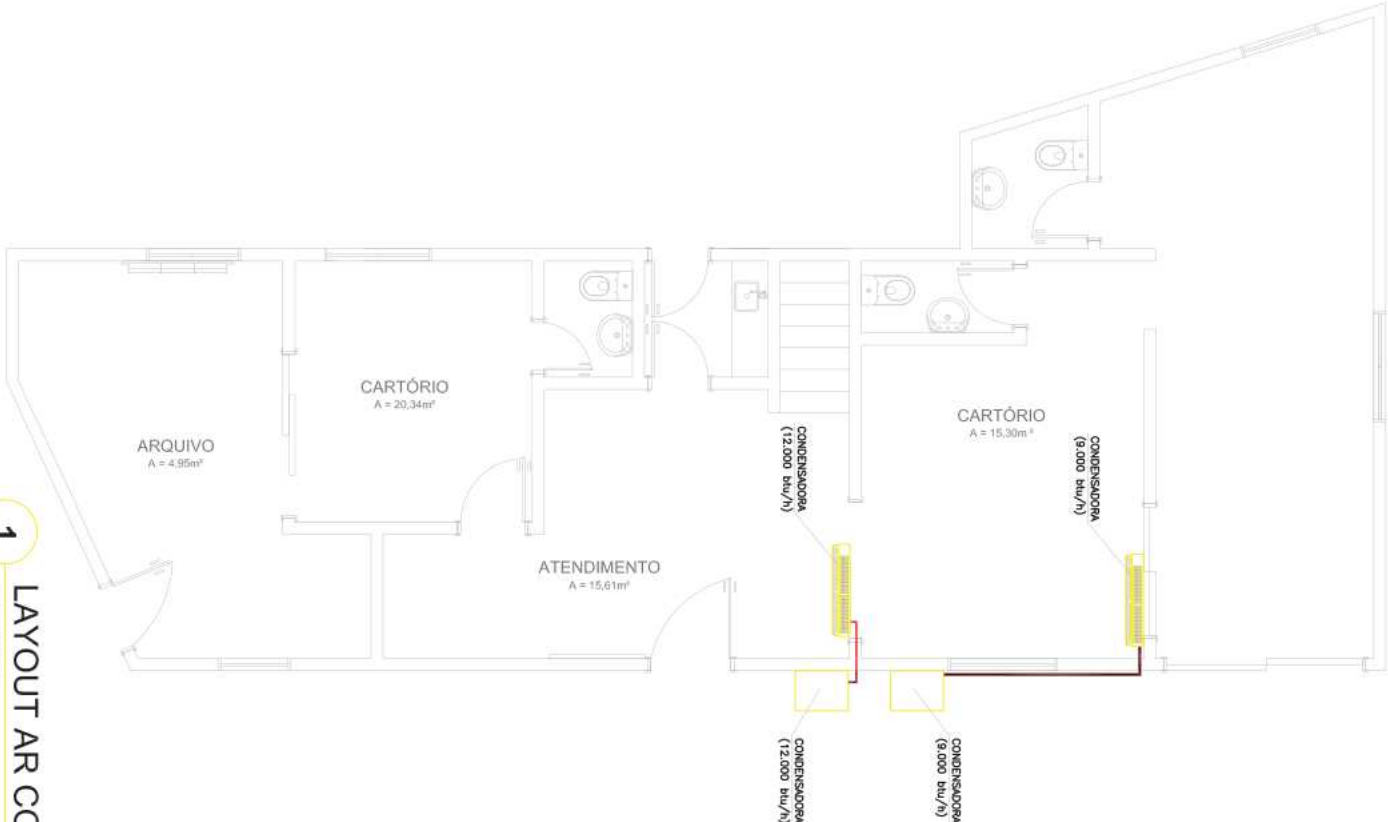 CARTÓRIO
A = 20,34m²
ARQUIVO
A = 4,95m²
ATENDIMENTO
A = 15,61m²
CARTÓRIO
A = 15,30m²
CONDENSADORA
(12.000 btu/h)
CONDENSADORA
(9.000 btu/h)
CONDENSADORA
(12.000 btu/h)
CONDENSADORA
(9.000 btu/h)
1
LAYOUT AR CO